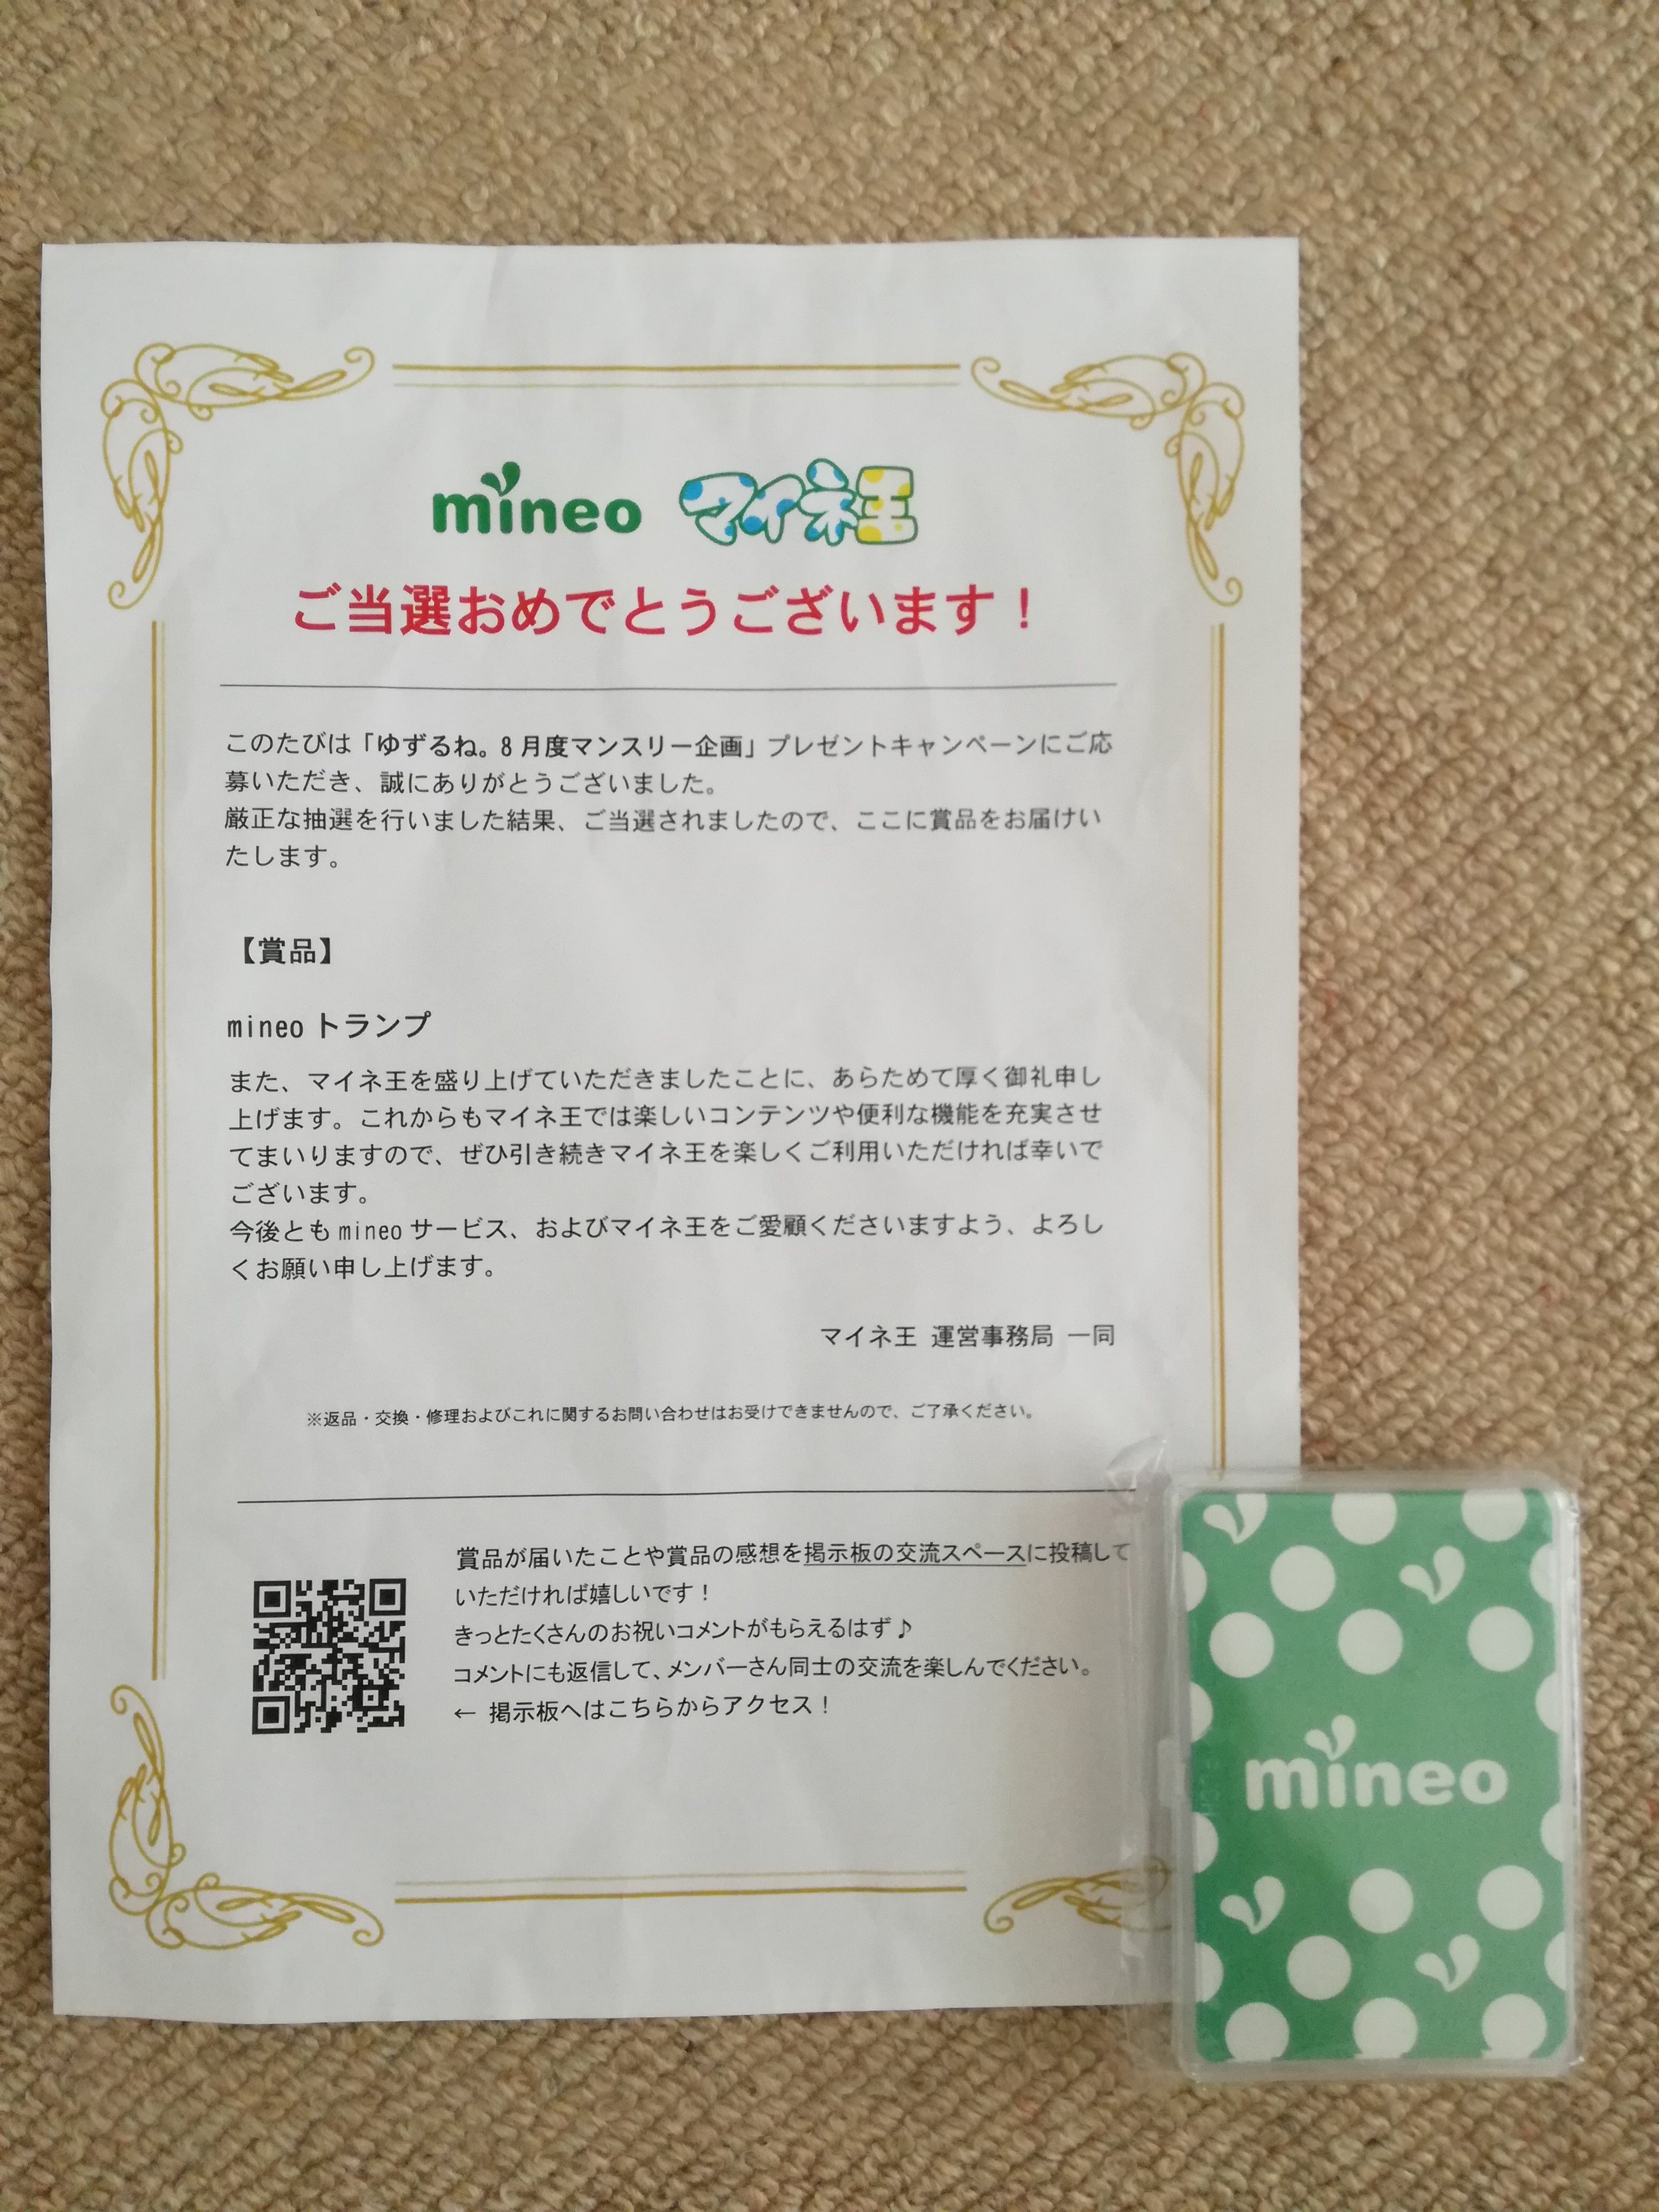 mineo マイネ王
ご当選おめでとうございます！
このたびは「ゆずるね。8月度マンスリー企画」プレゼントキャンペーンにご応
募いただき、誠にありがとうございました。
厳正な抽選を行いました結果、ご当選されましたので、ここに賞品をお届けい
たします。
【賞品】
mineo トランプ
また、マイネ王を盛り上げていただきましたことに、あらためて厚く御礼申し
上げます。これからもマイネ王では楽しいコンテンツや便利な機能を充実させ
てまいりますので、ぜひ引き続きマイネ王を楽しくご利用いただければ幸いで
ございます。
今後とも mineo サービス、およびマイネ王をご愛顧くださいますよう、よろし
くお願い申し上げます。
マイネ王 運営事務局 一同
※返品・交換・修理およびこれに関するお問い合わせはお受けできませんので、ご了承ください。
賞品が届いたことや賞品の感想を掲示板の交流スペースに投稿して
いただければ嬉しいです！
きっとたくさんのお祝いコメントがもらえるはず♪
コメントにも返信して、メンバーさん同士の交流を楽しんでください。
← 掲示板へはこちらからアクセス！
mineo